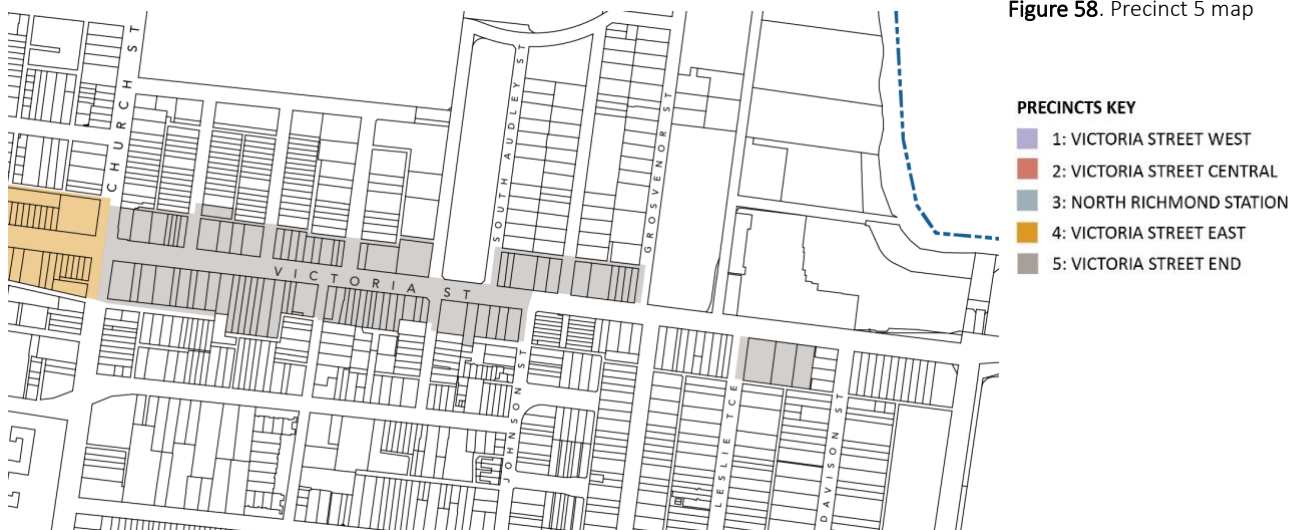 Figure 58. Precinct 5 map
CHURCH ST
SOUTH AUDLEY ST
GROSVENOR ST
VICTORIA ST
JOHNSON ST
LESLIE TCE
DAVISON ST
PRECINCTS KEY
1: VICTORIA STREET WEST
2: VICTORIA STREET CENTRAL
3: NORTH RICHMOND STATION
4: VICTORIA STREET EAST
5: VICTORIA STREET END